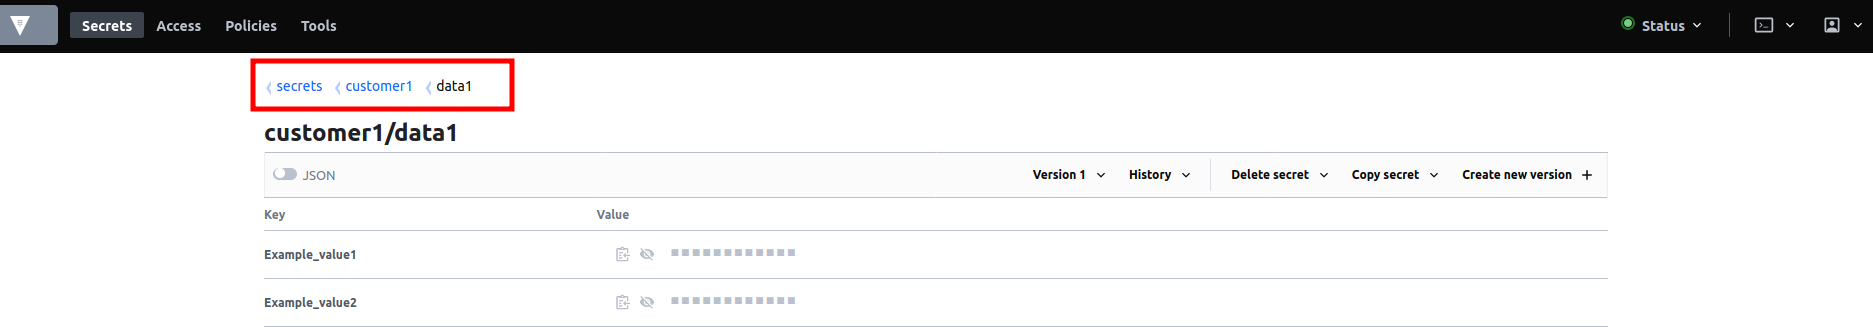 Secrets Access Policies Tools Status
secrets customer1 data1
customer1/data1
JSON Version 1 History Delete secret Copy secret Create new version
Key Value
Example_value1
Example_value2